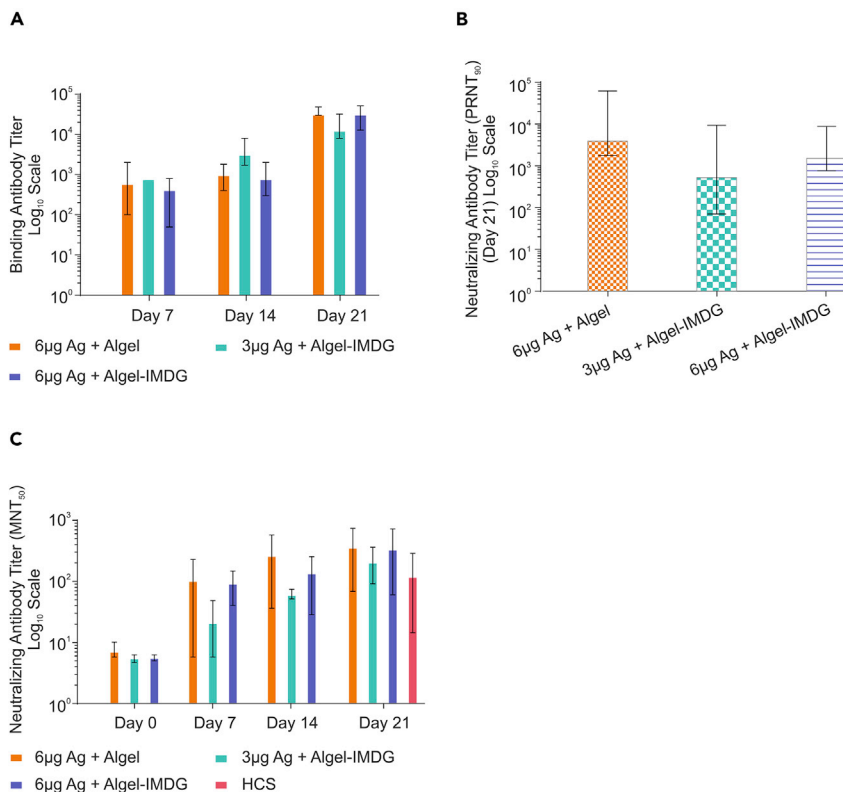 A
Binding Antibody Titer
Log₁₀ Scale
10⁵
10⁴
10³
10²
10¹
10⁰
Day 7
Day 14
Day 21
6µg Ag + Algel
3µg Ag + Algel-IMDG
6µg Ag + Algel-IMDG
B
Neutralizing Antibody Titer (PRNT₉₀)
(Day 21) Log₁₀ Scale
10⁵
10⁴
10³
10²
10¹
10⁰
6µg Ag + Algel
3µg Ag + Algel-IMDG
6µg Ag + Algel-IMDG
C
Neutralizing Antibody Titer (MNT₅₀)
Log₁₀ Scale
10³
10²
10¹
10⁰
Day 0
Day 7
Day 14
Day 21
6µg Ag + Algel
3µg Ag + Algel-IMDG
6µg Ag + Algel-IMDG
HCS